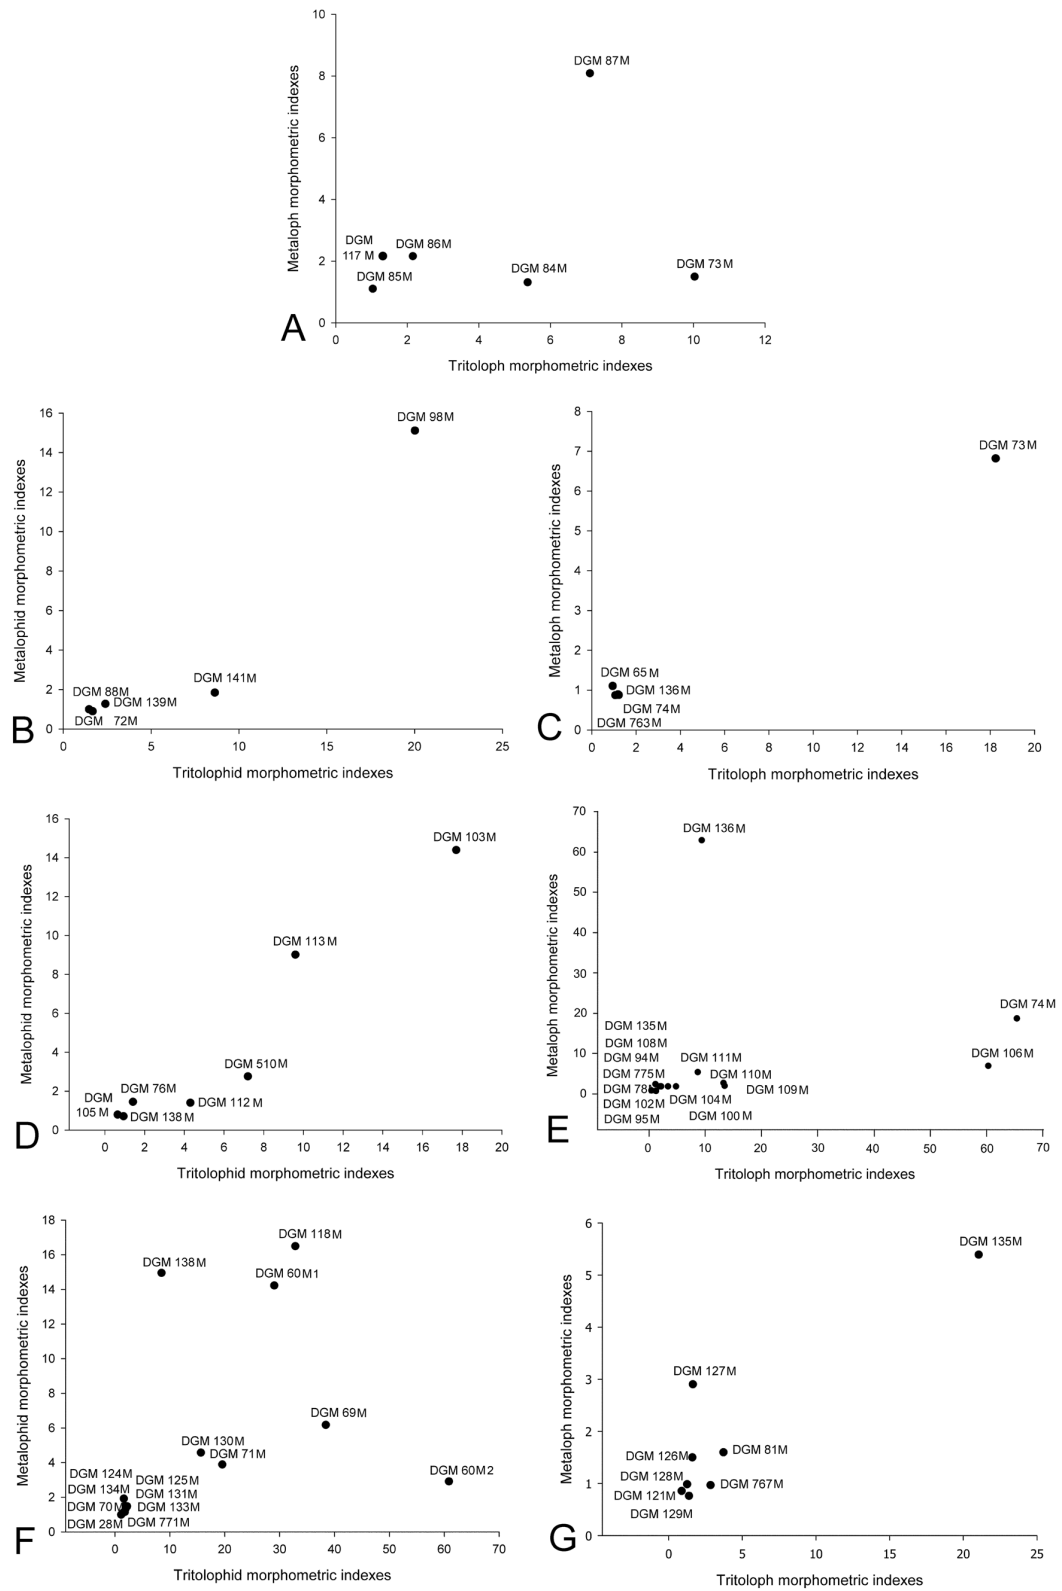 10
8
6
4
2
0
Metaloph morphometric indexes
DGM 87M
DGM
117 M
DGM 86M
DGM 85M
DGM 84M
DGM 73M
0 2 4 6 8 10 12
Tritoloph morphometric indexes
A
16
14
12
10
8
6
4
2
0
Metalophid morphometric indexes
DGM 98M
DGM 141M
DGM 88M
DGM 139M
DGM 72M
0 5 10 15 20 25
Tritolophid morphometric indexes
B
8
7
6
5
4
3
2
1
0
Metaloph morphometric indexes
DGM 73M
DGM 65M
DGM 136M
DGM 74M
DGM 763M
0 2 4 6 8 10 12 14 16 18 20
Tritoloph morphometric indexes
C
16
14
12
10
8
6
4
2
0
Metalophid morphometric indexes
DGM 103M
DGM 113M
DGM 510M
DGM 76M
DGM
105 M
DGM 112M
DGM 138M
0 2 4 6 8 10 12 14 16 18 20
Tritolophid morphometric indexes
D
70
60
50
40
30
20
10
0
Metaloph morphometric indexes
DGM 136M
DGM 74M
DGM 106M
DGM 135M
DGM 108M
DGM 94M
DGM 111M
DGM 775M
DGM 110M
DGM 78
DGM 109M
DGM 102M
DGM 104M
DGM 95M
DGM 100M
0 10 20 30 40 50 60 70
Tritoloph morphometric indexes
E
18
16
14
12
10
8
6
4
2
0
Metalophid morphometric indexes
DGM 118M
DGM 138M
DGM 60M1
DGM 69M
DGM 130M
DGM 71M
DGM 60M2
DGM 124M
DGM 125M
DGM 134M
DGM 131M
DGM 70M
DGM 133M
DGM 28M
DGM 771M
0 10 20 30 40 50 60 70
Tritolophid morphometric indexes
F
6
5
4
3
2
1
0
Metaloph morphometric indexes
DGM 135M
DGM 127M
DGM 126M
DGM 81M
DGM 128M
DGM 767M
DGM 121M
DGM 129M
0 5 10 15 20 25
Tritoloph morphometric indexes
G